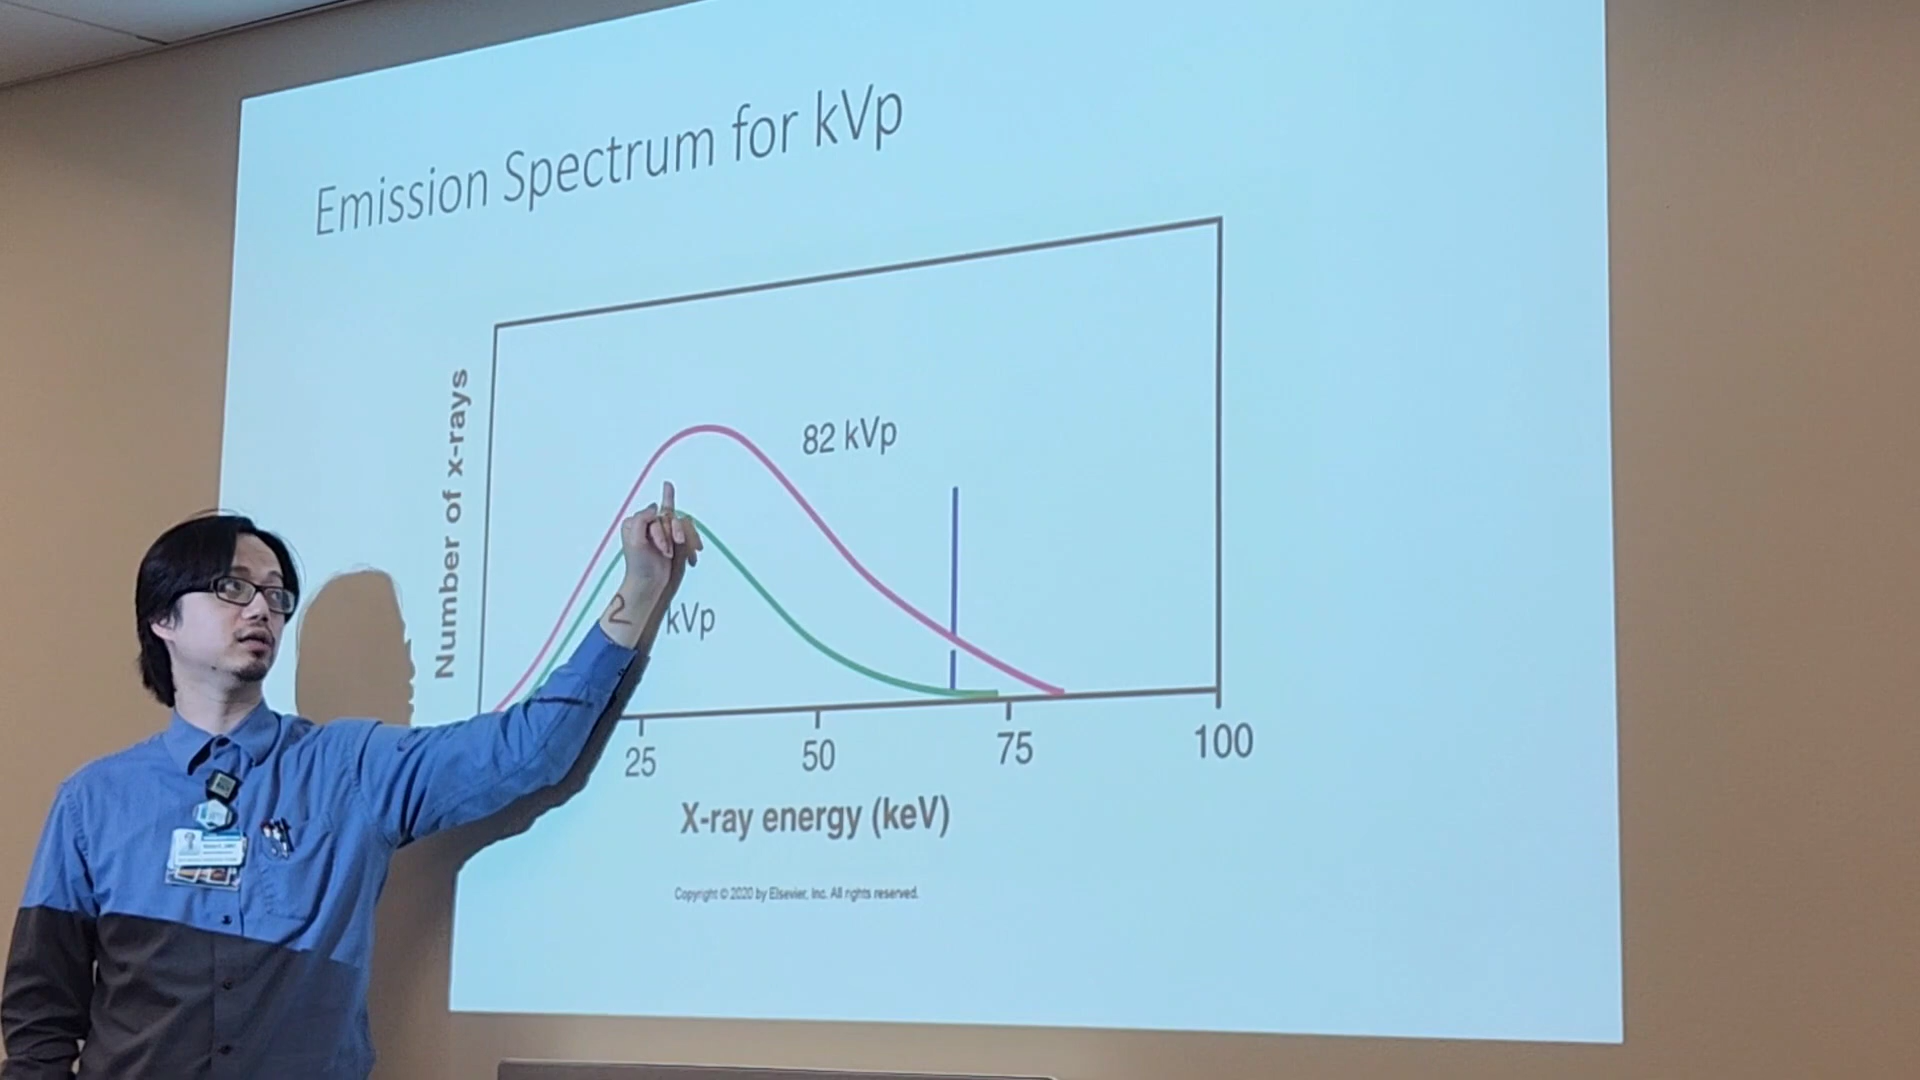 Emission Spectrum for kVp
Number of x-rays
82 kVp
2 kVp
25 50 75 100
X-ray energy (keV)
Copyright © 2020 by Elsevier, Inc. All rights reserved.